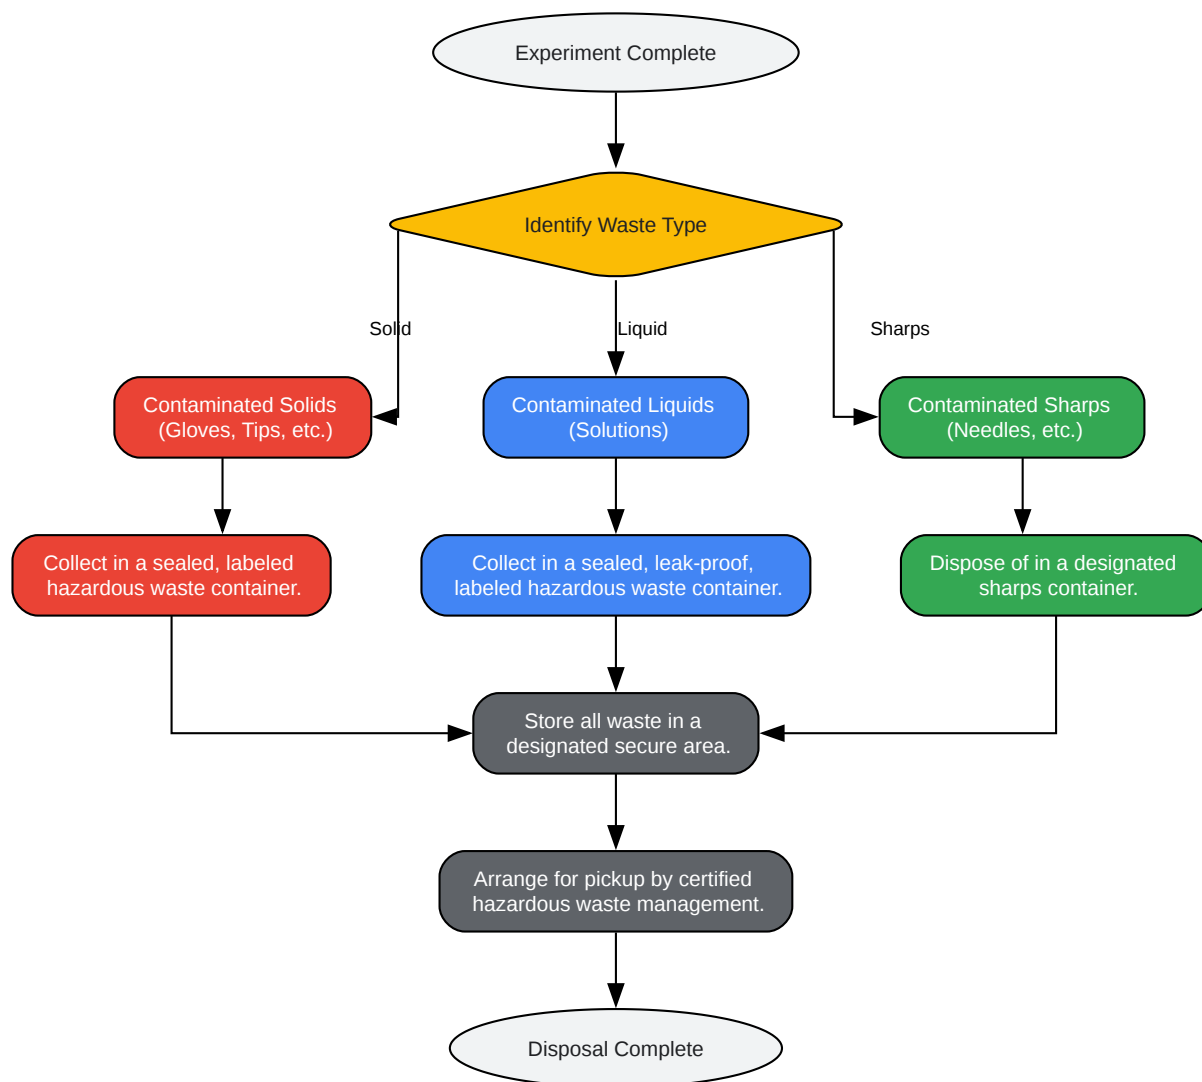 Experiment Complete
Identify Waste Type
Solid
Liquid
Sharps
Contaminated Solids
(Gloves, Tips, etc.)
Contaminated Liquids
(Solutions)
Contaminated Sharps
(Needles, etc.)
Collect in a sealed, labeled
hazardous waste container.
Collect in a sealed, leak-proof,
labeled hazardous waste container.
Dispose of in a designated
sharps container.
Store all waste in a
designated secure area.
Arrange for pickup by certified
hazardous waste management.
Disposal Complete